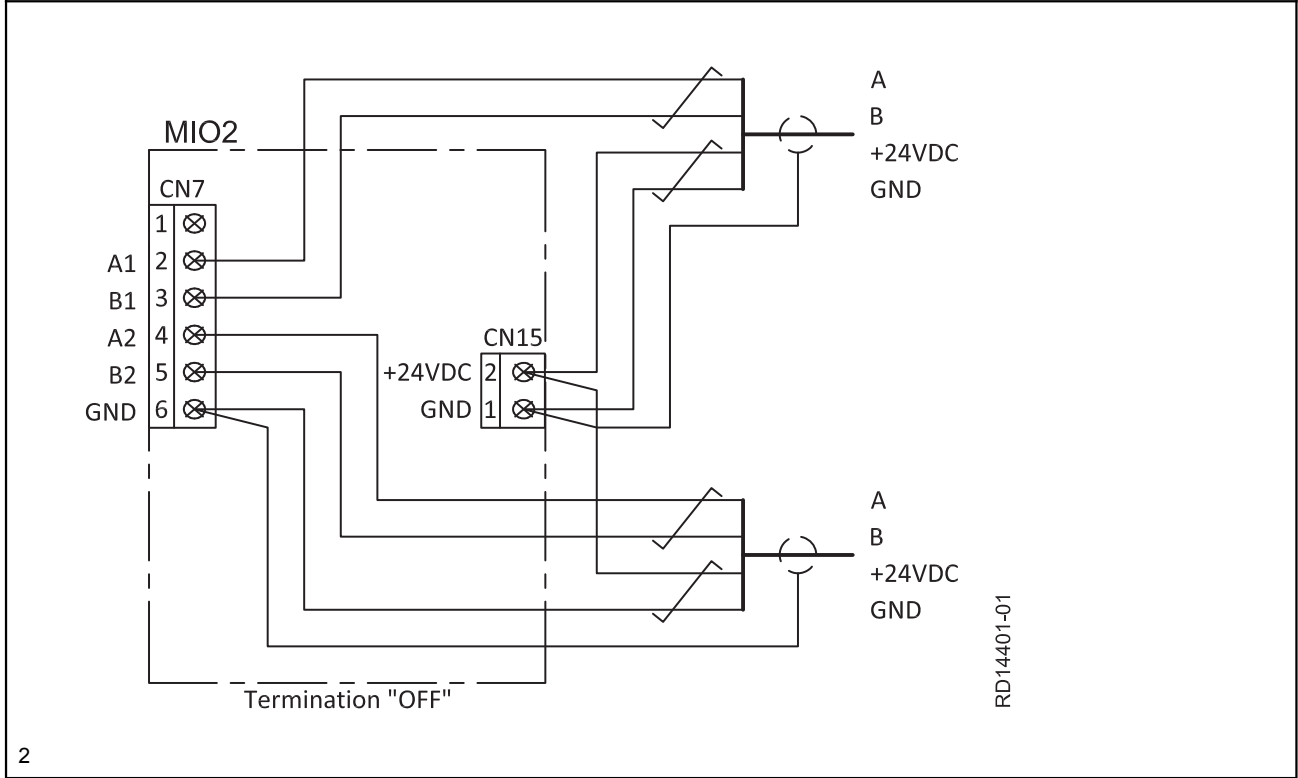 A
B
+24VDC
GND
MIO2
CN7
1
A1 2
B1 3
A2 4
B2 5
GND 6
CN15
+24VDC 2
GND 1
A
B
+24VDC
GND
RD14401-01
Termination "OFF"
2